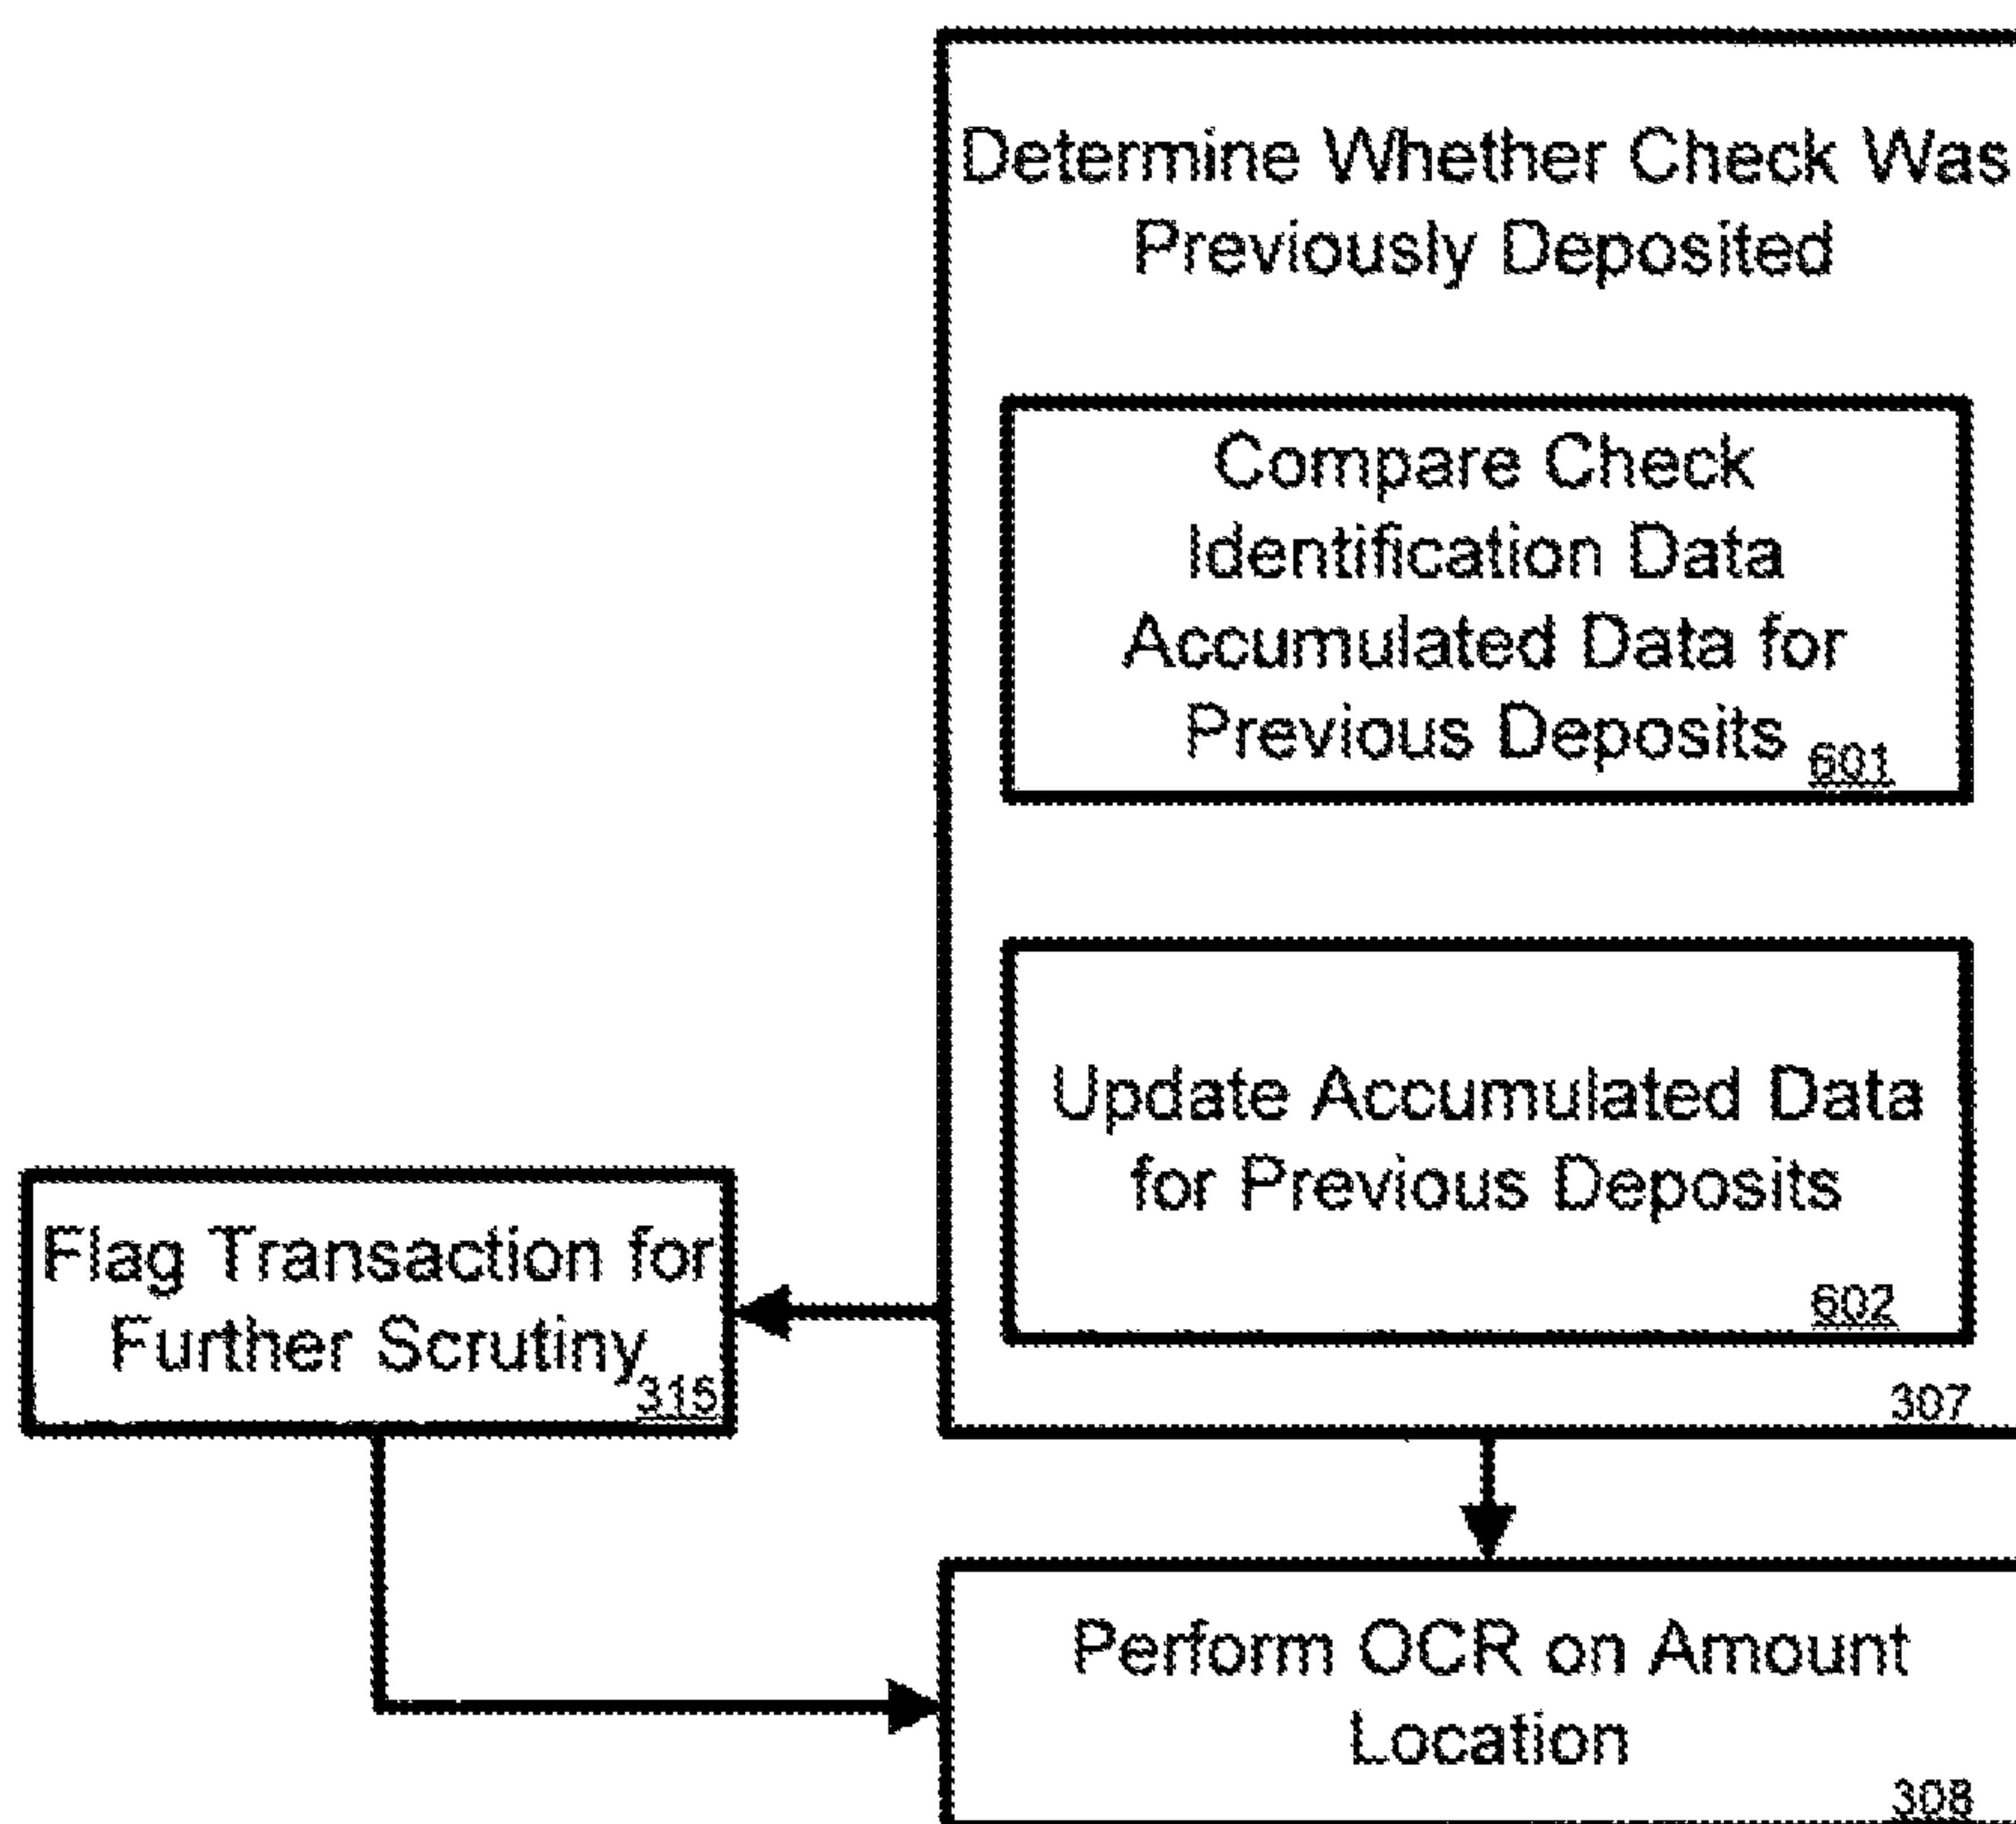 Determine Whether Check Was
Previously Deposited
Compare Check
Identification Data
Accumulated Data for
Previous Deposits
601
Update Accumulated Data
for Previous Deposits
602
307
Flag Transaction for
Further Scrutiny
315
Perform OCR on Amount
Location
308